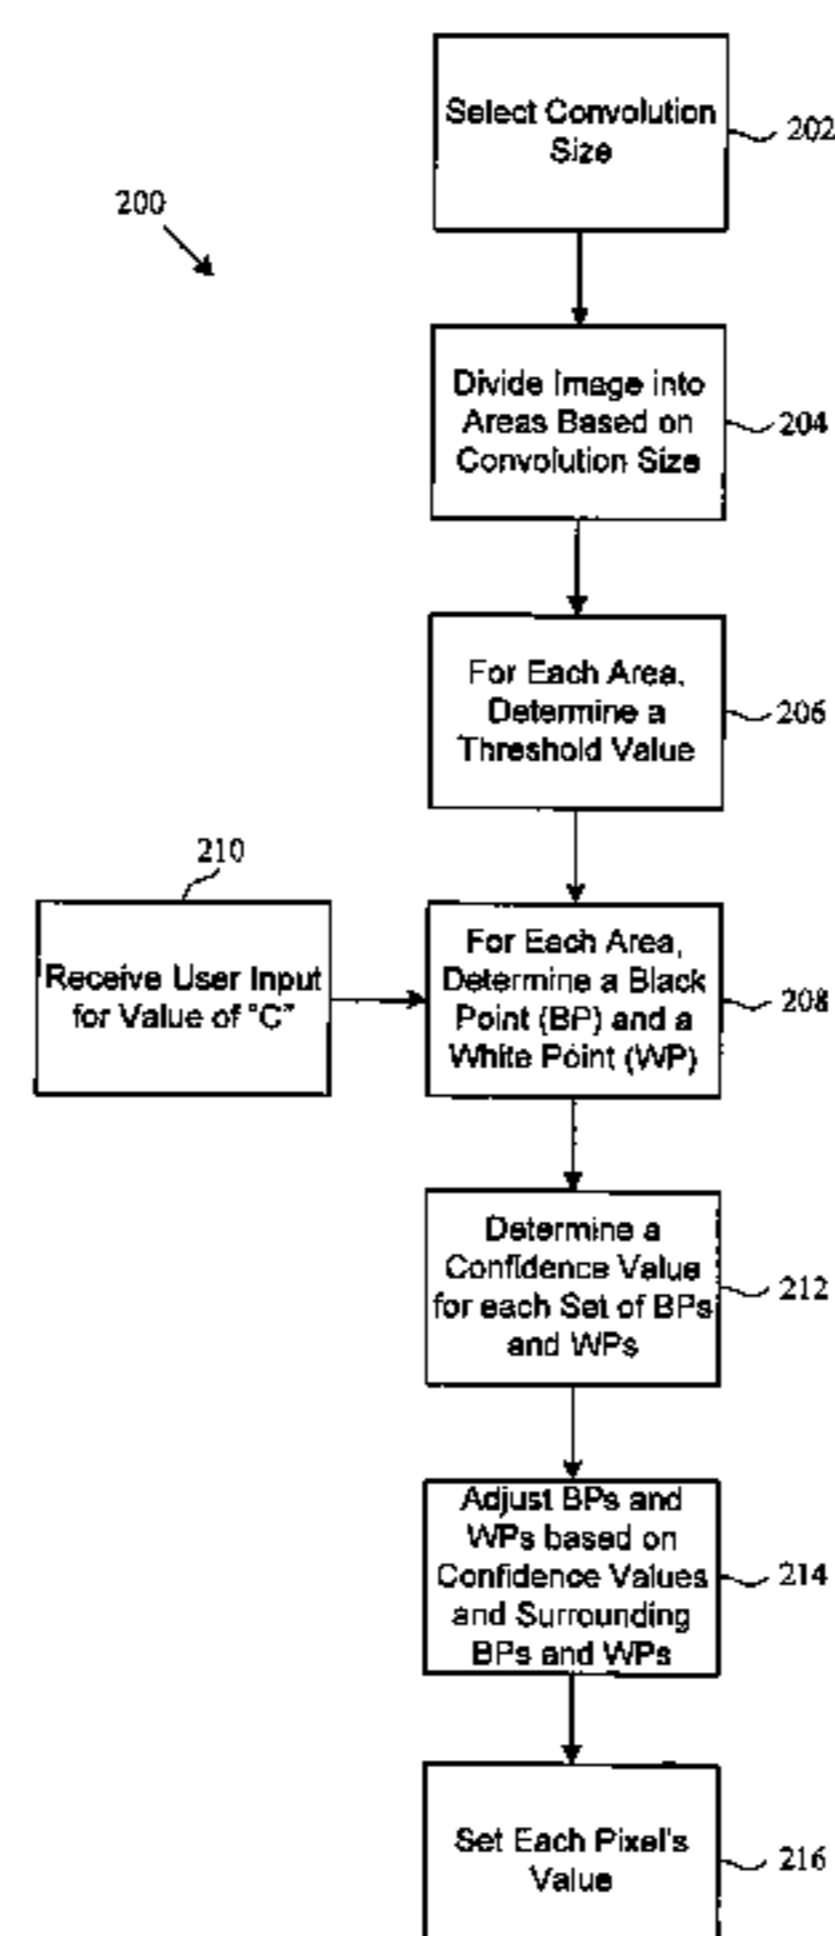 Select Convolution
Size
202
200
Divide Image into
Areas Based on
Convolution Size
204
For Each Area,
Determine a
Threshold Value
206
210
Receive User Input
for Value of "C"
For Each Area,
Determine a Black
Point (BP) and a
White Point (WP)
208
Determine a
Confidence Value
for each Set of BPs
and WPs
212
Adjust BPs and
WPs based on
Confidence Values
and Surrounding
BPs and WPs
214
Set Each Pixel's
Value
216